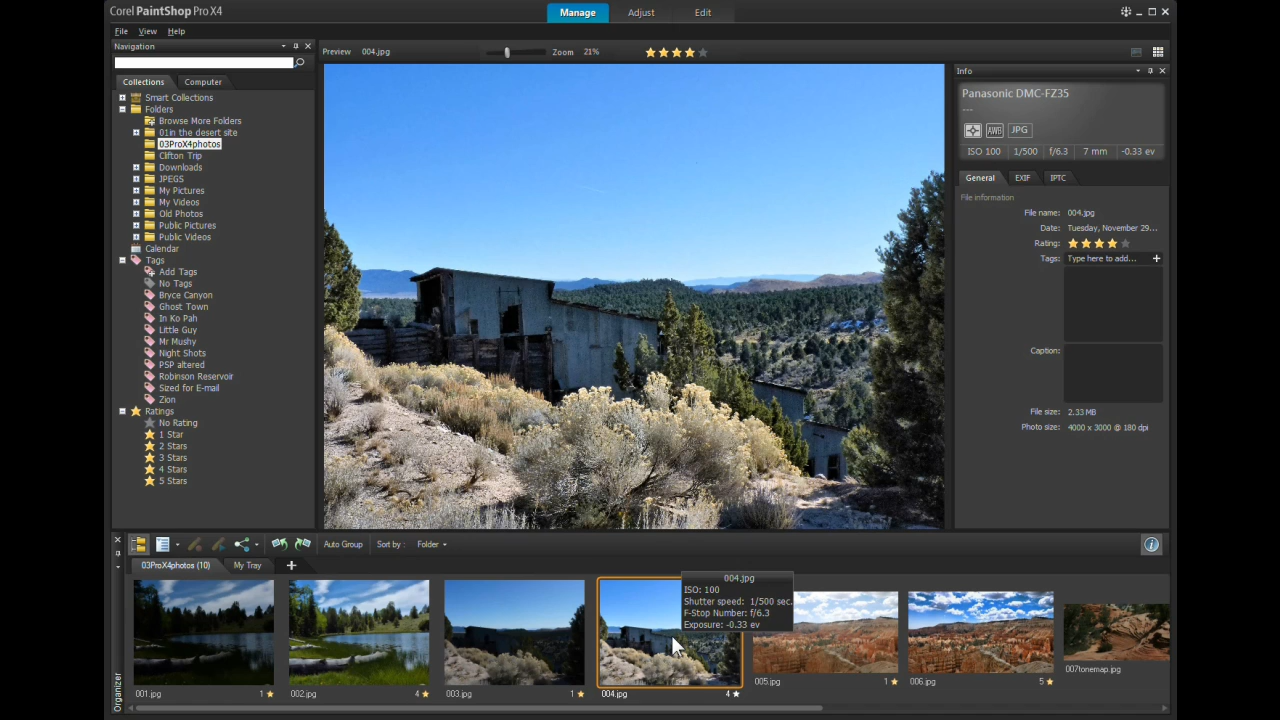 Corel PaintShop Pro X4
Manage
Adjust
Edit
File View Help
Navigation
Preview 004.jpg
Zoom 21%
Info
Collections
Computer
Smart Collections
Folders
Browse More Folders
01in the desert site
03ProX4photos
Clifton Trip
Downloads
JPEGS
My Pictures
My Videos
Old Photos
Public Pictures
Public Videos
Calendar
Tags
Add Tags
No Tags
Bryce Canyon
Ghost Town
In Ko Pah
Little Guy
Mr Mushy
Night Shots
PSP altered
Robinson Reservoir
Sized for E-mail
Zion
Ratings
No Rating
1 Star
2 Stars
3 Stars
4 Stars
5 Stars
Panasonic DMC-FZ35
---
AWB JPG
ISO 100 1/500 f/6.3 7 mm -0.33 ev
General EXIF IPTC
File information
File name: 004.jpg
Date: Tuesday, November 29...
Rating:
Tags: Type here to add... +
Caption:
File size: 2.33 MB
Photo size: 4000 x 3000 @ 180 dpi
Auto Group
Sort by :
Folder
03ProX4photos (10)
My Tray
+
Organizer
004.jpg
ISO: 100
Shutter speed: 1/500 sec.
F-Stop Number: f/6.3
Exposure: -0.33 ev
001.jpg 1
002.jpg 4
003.jpg 1
004.jpg 4
005.jpg 1
006.jpg 5
007tonemap.jpg